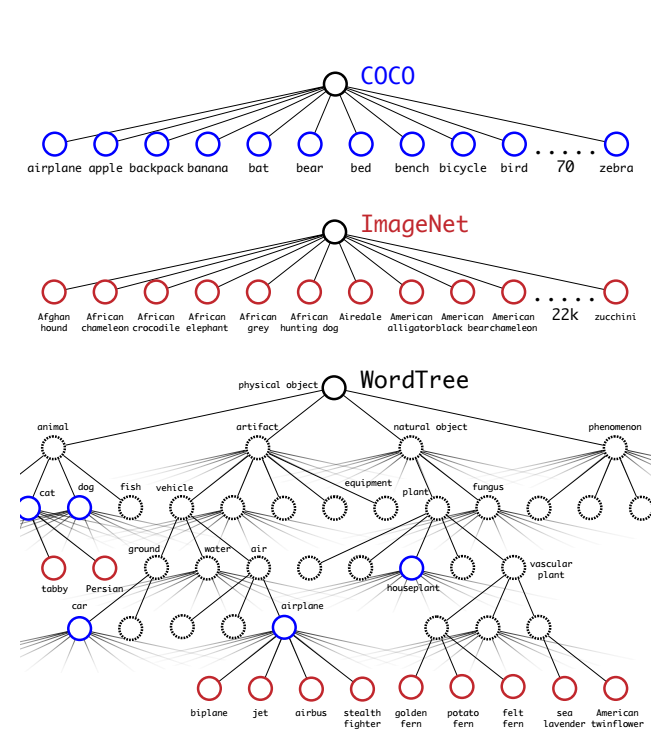 COCO
airplane apple backpack banana bat bear bed bench bicycle bird ..... 70 zebra
ImageNet
Afghan hound
African chameleon
African crocodile
African elephant
African grey
African hunting dog
Airedale
American alligator
American black bear
American chameleon
..... 22k
zucchini
WordTree
physical object
animal
artifact
natural object
phenomenon
cat
dog
fish
vehicle
equipment
plant
fungus
ground
water
air
tabby
Persian
houseplant
vascular
plant
car
airplane
biplane
jet
airbus
stealth
fighter
golden
fern
potato
fern
felt
fern
sea
lavender
American
twinflower